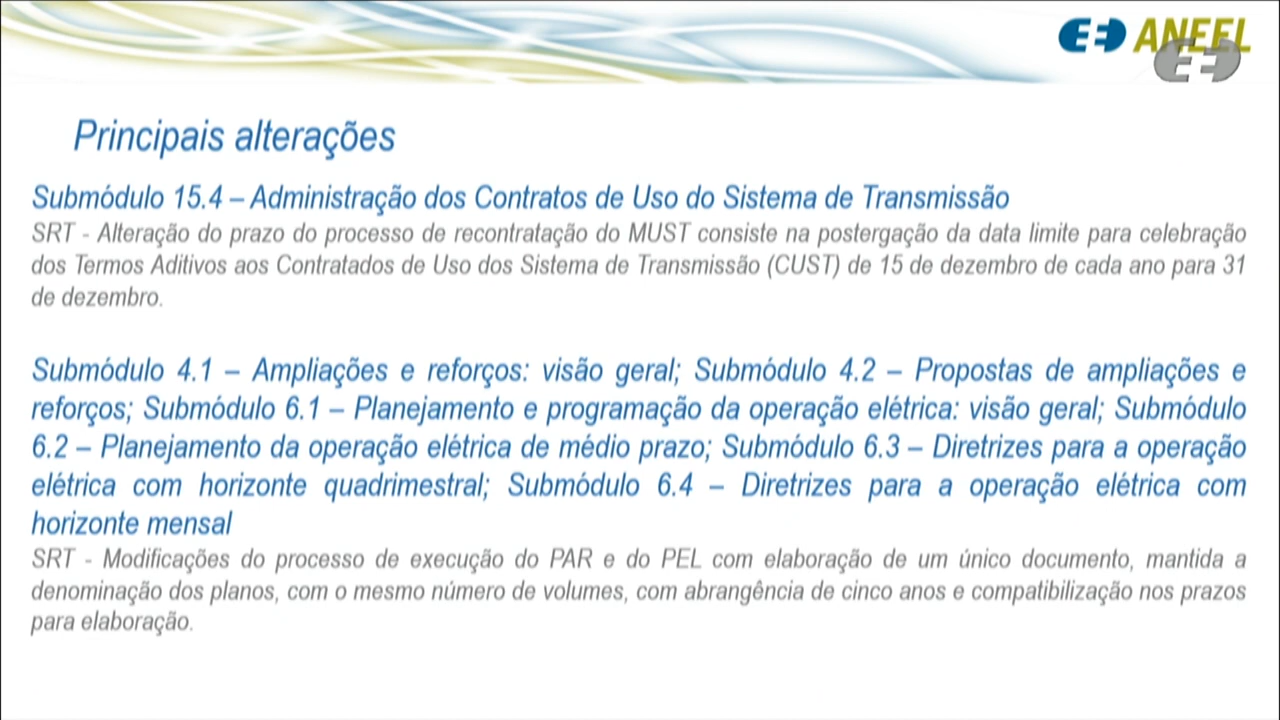 ANEEL
Principais alterações
Submódulo 15.4 – Administração dos Contratos de Uso do Sistema de Transmissão
SRT - Alteração do prazo do processo de recontratação do MUST consiste na postergação da data limite para celebração
dos Termos Aditivos aos Contratados de Uso dos Sistema de Transmissão (CUST) de 15 de dezembro de cada ano para 31
de dezembro.
Submódulo 4.1 – Ampliações e reforços: visão geral; Submódulo 4.2 – Propostas de ampliações e
reforços; Submódulo 6.1 – Planejamento e programação da operação elétrica: visão geral; Submódulo
6.2 – Planejamento da operação elétrica de médio prazo; Submódulo 6.3 – Diretrizes para a operação
elétrica com horizonte quadrimestral; Submódulo 6.4 – Diretrizes para a operação elétrica com
horizonte mensal
SRT - Modificações do processo de execução do PAR e do PEL com elaboração de um único documento, mantida a
denominação dos planos, com o mesmo número de volumes, com abrangência de cinco anos e compatibilização nos prazos
para elaboração.